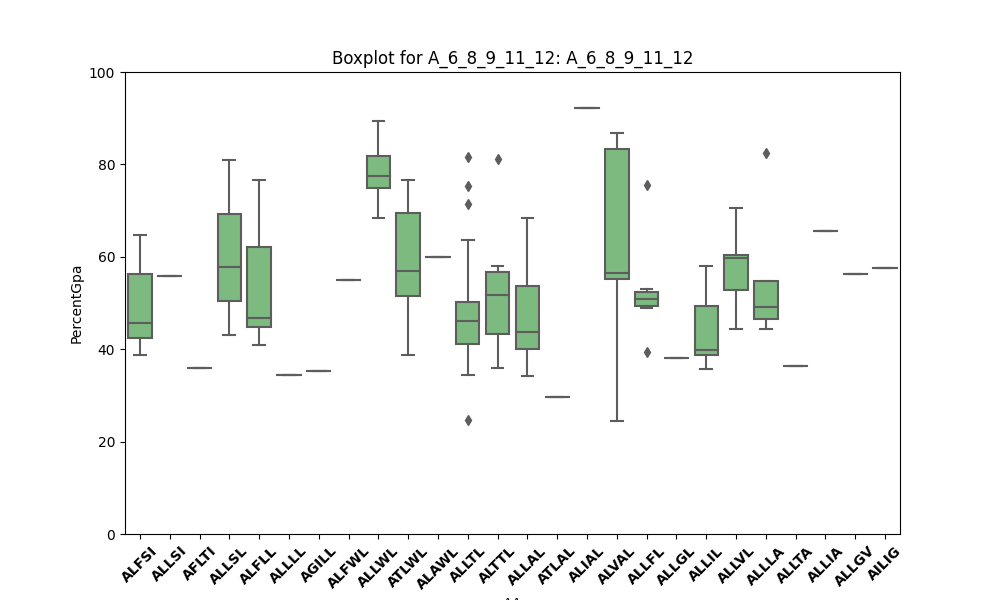 Boxplot for A_6_8_9_11_12: A_6_8_9_11_12
PercentGpa
100
80
60
40
20
0
ALFSI ALLSI AFLTI ALLSL ALFLL ALLLL AGILL ALFWL ALLWL ATLWL ALAWL ALLTL ALTTL ALLAL ATLAL ALIAL ALVAL ALLFL ALLGL ALLIL ALLVL ALLLA ALLTA ALLIA ALLGV AILIG